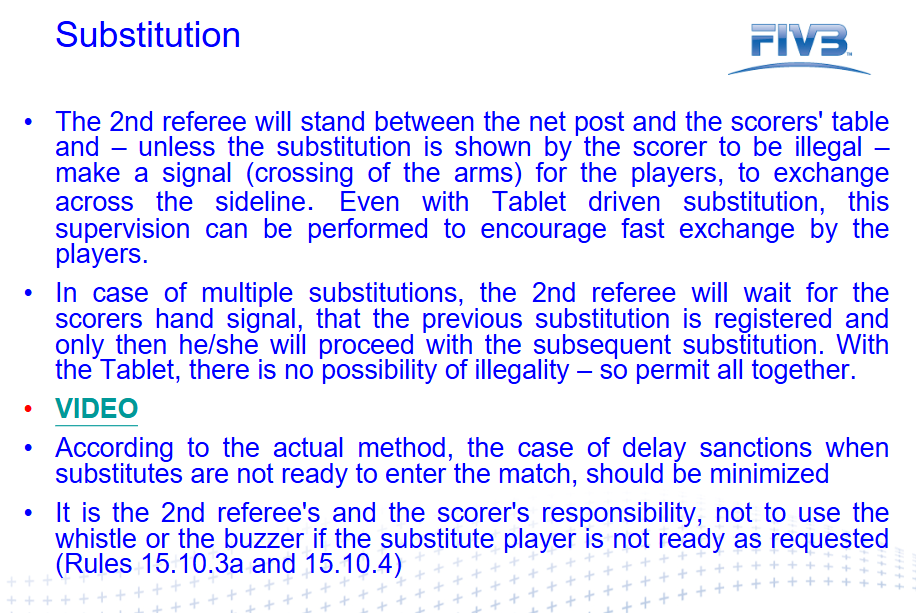 Substitution
FIVB
• The 2nd referee will stand between the net post and the scorers' table
and – unless the substitution is shown by the scorer to be illegal –
make a signal (crossing of the arms) for the players, to exchange
across the sideline. Even with Tablet driven substitution, this
supervision can be performed to encourage fast exchange by the
players.
• In case of multiple substitutions, the 2nd referee will wait for the
scorers hand signal, that the previous substitution is registered and
only then he/she will proceed with the subsequent substitution. With
the Tablet, there is no possibility of illegality – so permit all together.
• VIDEO
• According to the actual method, the case of delay sanctions when
substitutes are not ready to enter the match, should be minimized
• It is the 2nd referee's and the scorer's responsibility, not to use the
whistle or the buzzer if the substitute player is not ready as requested
(Rules 15.10.3a and 15.10.4)